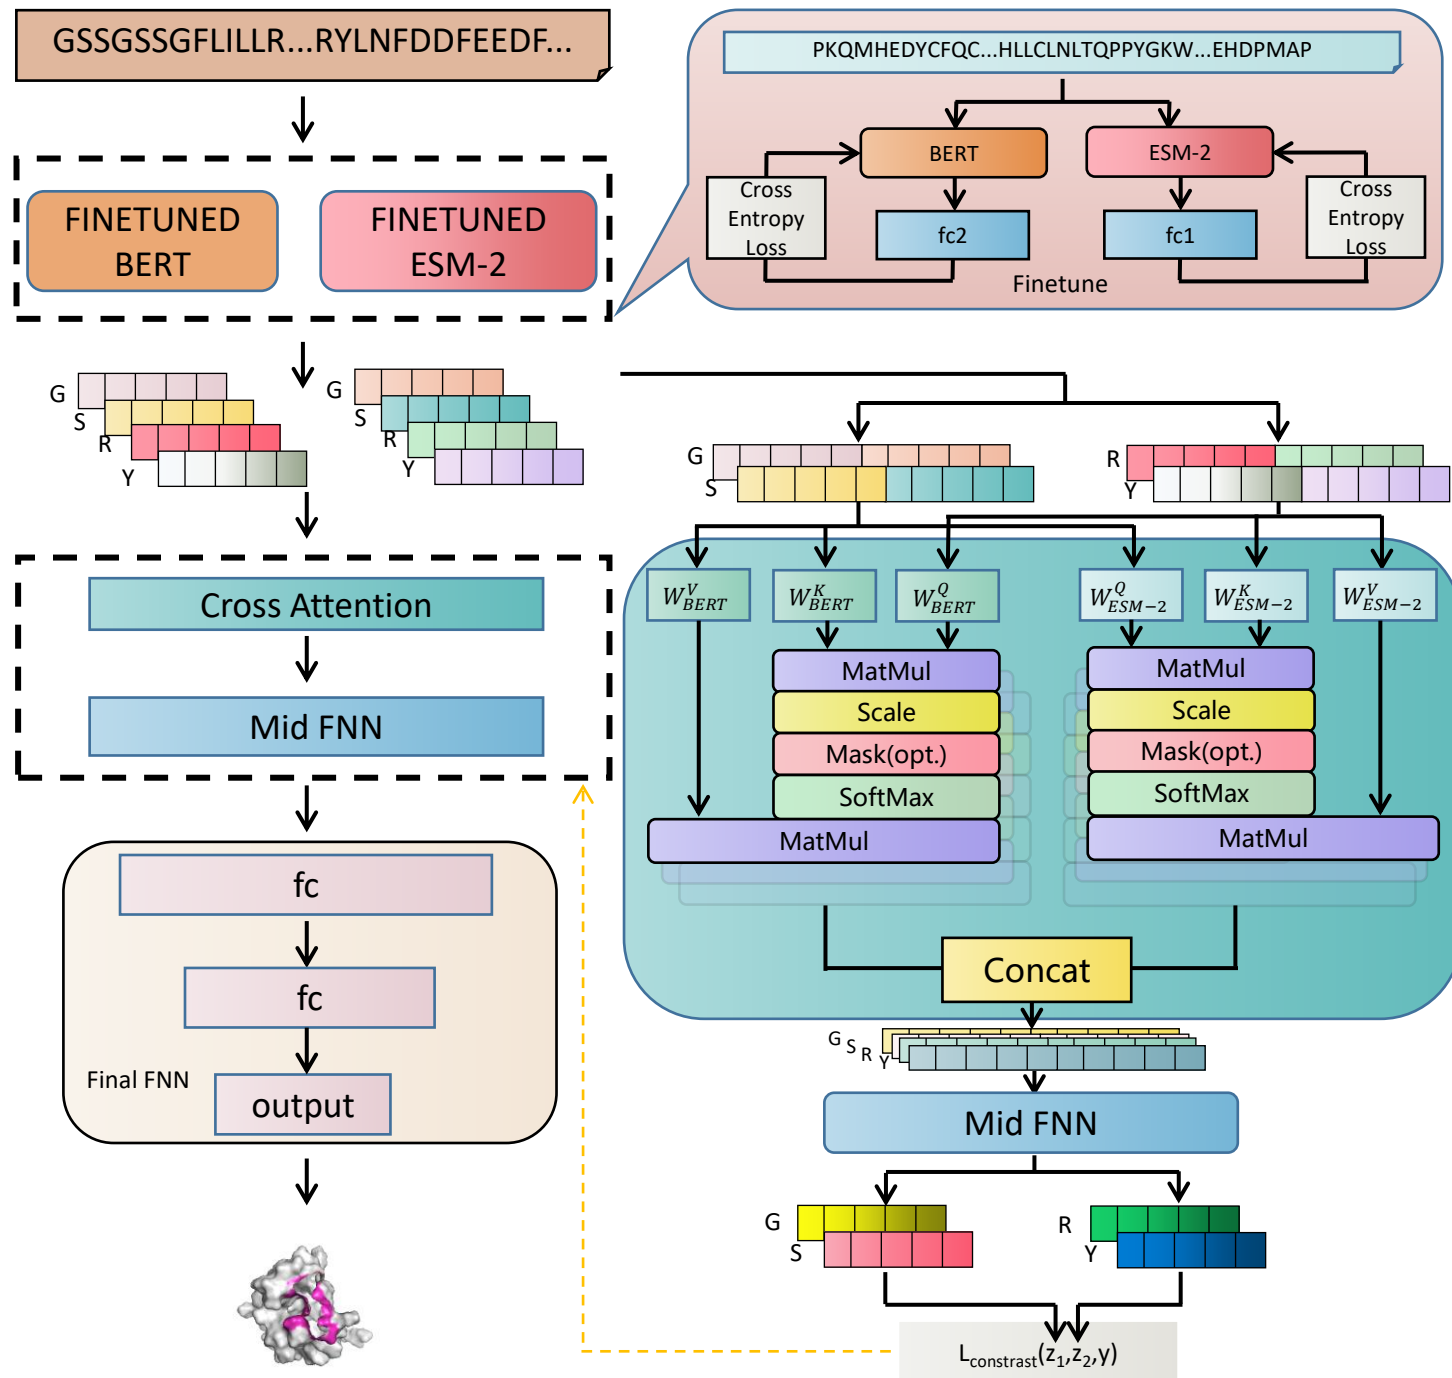 GSSGSSGFLILLR...RYLNFDDFEEDF...
FINETUNED
BERT
FINETUNED
ESM-2
PKQMHEDYCFQC...HLLCLNLTQPPYGKW...EHDPMAP
BERT
ESM-2
Cross
Entropy
Loss
fc2
fc1
Cross
Entropy
Loss
Finetune
G
S
R
Y
G
S
R
Y
G
S
R
Y
Cross Attention
Mid FNN
W^V_BERT
W^K_BERT
W^Q_BERT
W^Q_ESM−2
W^K_ESM−2
W^V_ESM−2
MatMul
Scale
Mask(opt.)
SoftMax
MatMul
MatMul
Scale
Mask(opt.)
SoftMax
MatMul
Concat
G
S
R
Y
Mid FNN
G
S
R
Y
L_constrast(z_1,z_2,y)
fc
fc
Final FNN
output